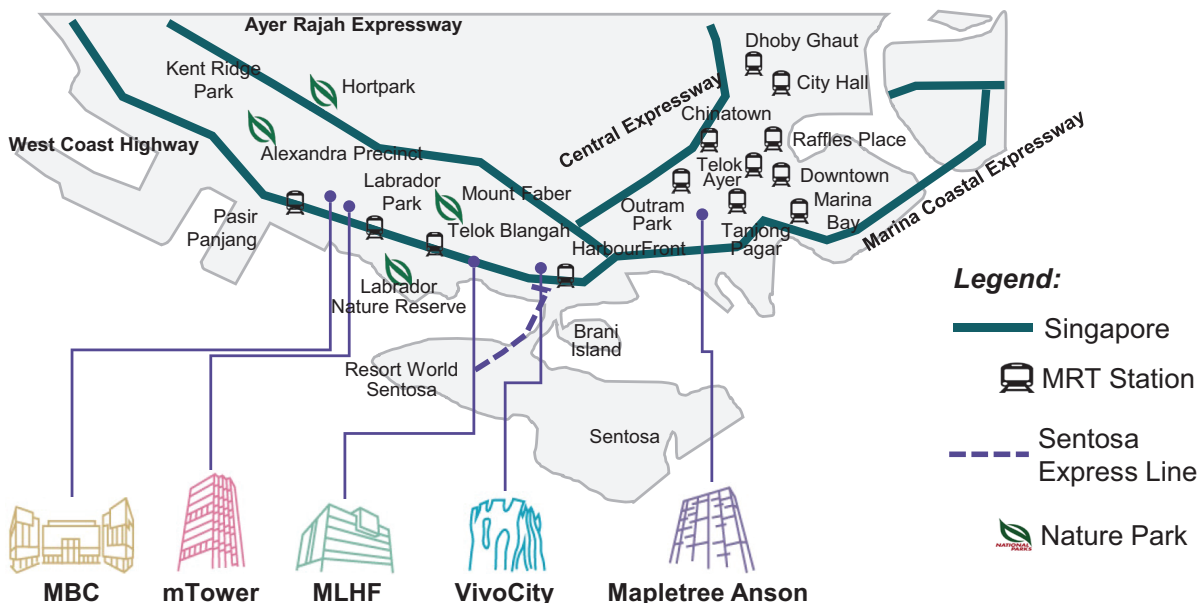 Ayer Rajah Expressway
Dhoby Ghaut
Kent Ridge
Park
Hortpark
City Hall
Central Expressway
Chinatown
West Coast Highway
Alexandra Precinct
Raffles Place
Labrador
Park
Mount Faber
Telok
Ayer
Downtown
Marina
Bay
Marina Coastal Expressway
Pasir
Panjang
Telok Blangah
Outram
Park
Tanjong
Pagar
HarbourFront
Labrador
Nature Reserve
Brani
Island
Resort World
Sentosa
Sentosa
Legend:
Singapore
MRT Station
Sentosa
Express Line
NATIONAL PARKS
Nature Park
MBC
mTower
MLHF
VivoCity
Mapletree Anson